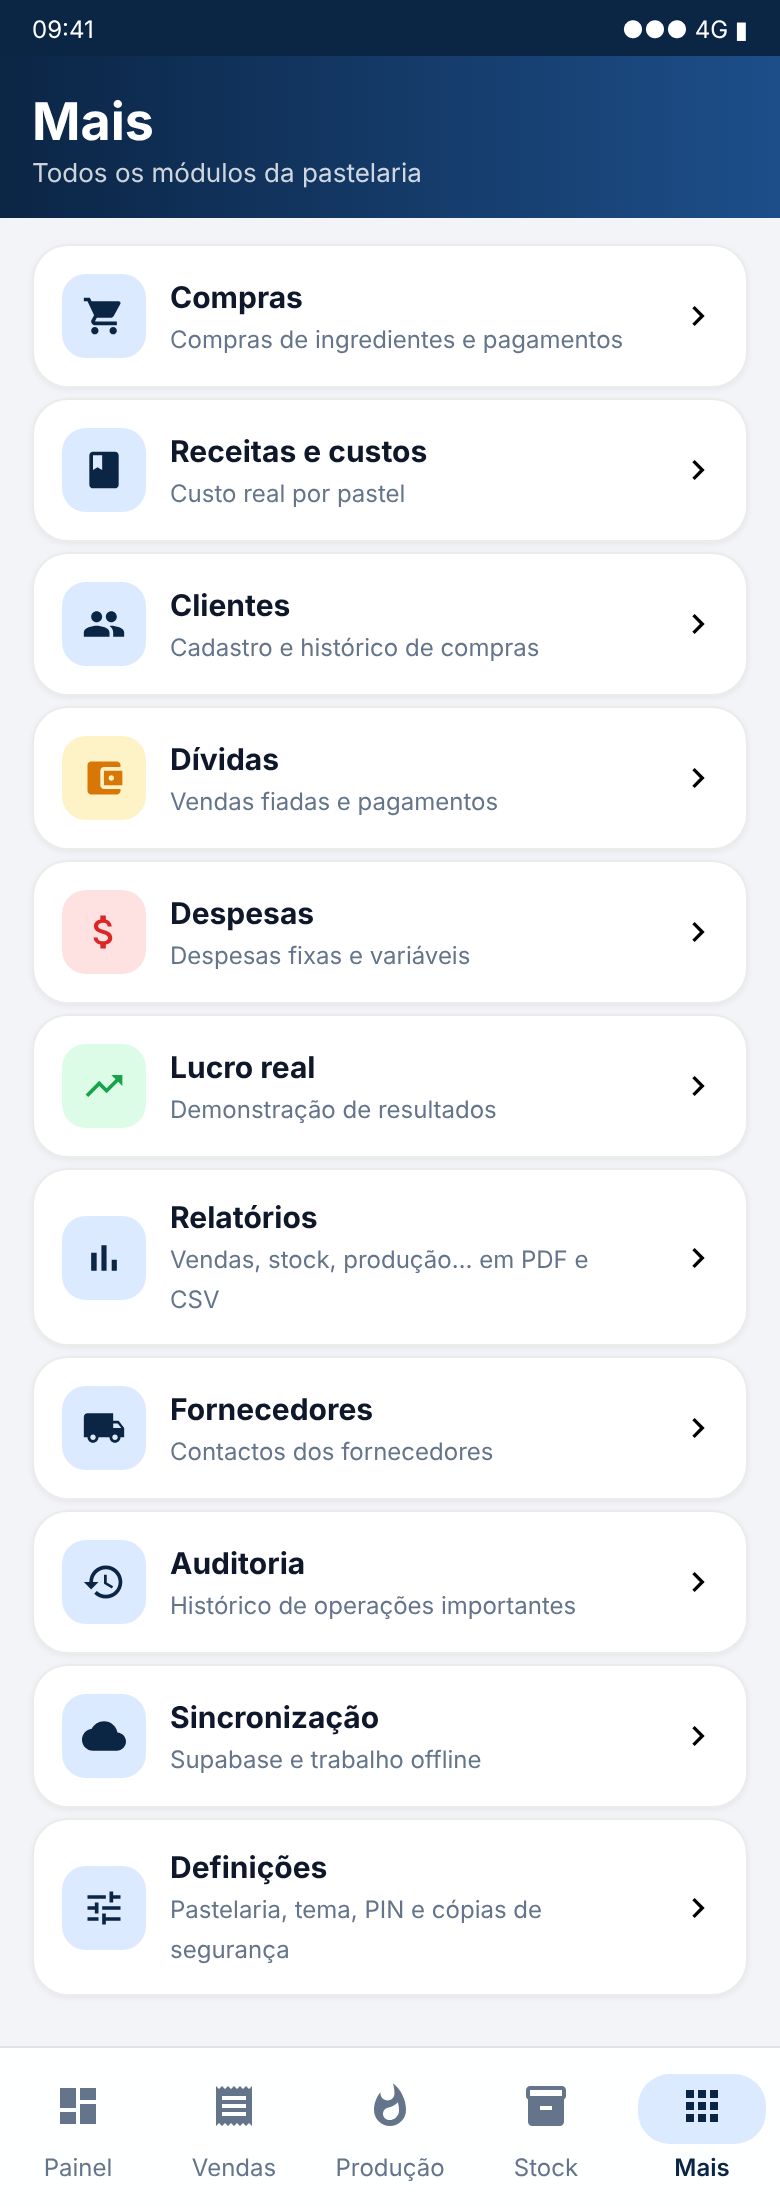 09:41
4G
Mais
Todos os módulos da pastelaria
Compras
Compras de ingredientes e pagamentos
Receitas e custos
Custo real por pastel
Clientes
Cadastro e histórico de compras
Dívidas
Vendas fiadas e pagamentos
Despesas
Despesas fixas e variáveis
Lucro real
Demonstração de resultados
Relatórios
Vendas, stock, produção... em PDF e
CSV
Fornecedores
Contactos dos fornecedores
Auditoria
Histórico de operações importantes
Sincronização
Supabase e trabalho offline
Definições
Pastelaria, tema, PIN e cópias de
segurança
Painel
Vendas
Produção
Stock
Mais